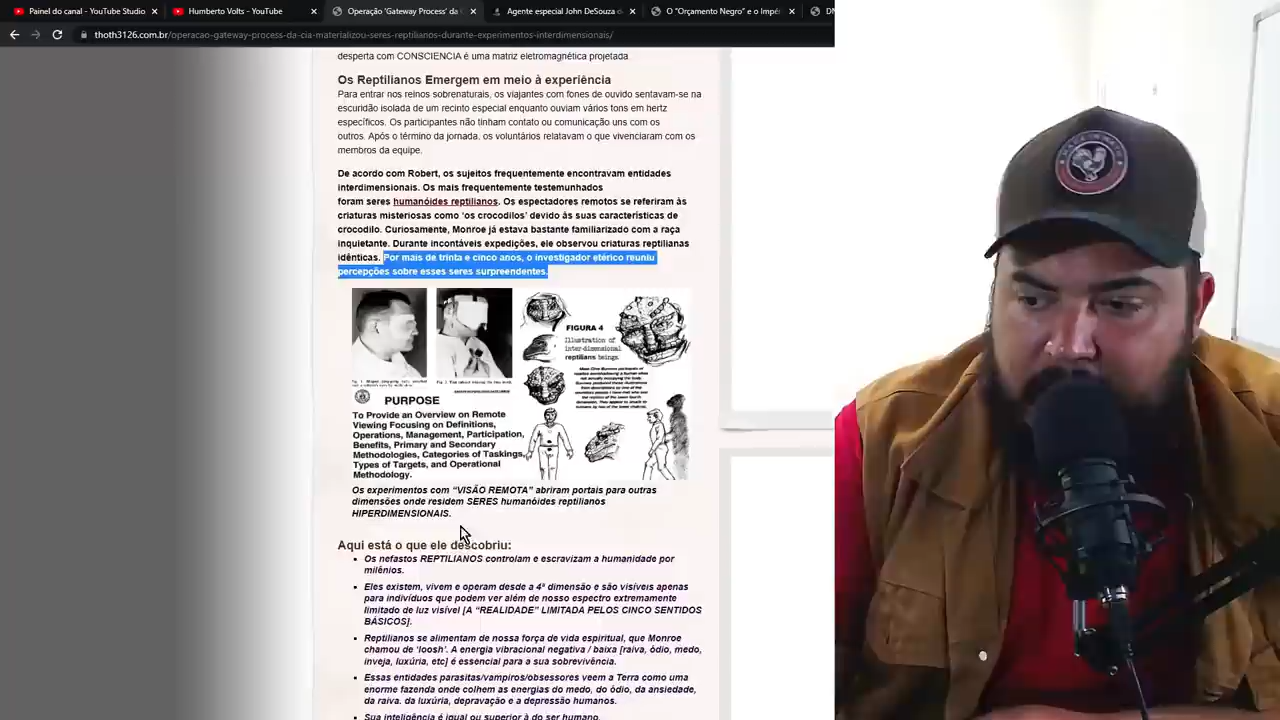 Painel do canal - YouTube Studio
Humberto Volts - YouTube
Operação 'Gateway Process' da
Agente especial John DeSouza d
O "Orçamento Negro" e o Impé
thoth3126.com.br/operacao-gateway-process-da-cia-materializou-seres-reptilianos-durante-experimentos-interdimensionais/
desperta com CONSCIENCIA é uma matriz eletromagnética projetada
Os Reptilianos Emergem em meio à experiência
Para entrar nos reinos sobrenaturais, os viajantes com fones de ouvido sentavam-se na
escuridão isolada de um recinto especial enquanto ouviam vários tons em hertz
específicos. Os participantes não tinham contato ou comunicação uns com os
outros. Após o término da jornada, os voluntários relatavam o que vivenciaram com os
membros da equipe.
De acordo com Robert, os sujeitos frequentemente encontravam entidades
interdimensionais. Os mais frequentemente testemunhados
foram seres humanóides reptilianos. Os espectadores remotos se referiram às
criaturas misteriosas como 'os crocodilos' devido às suas características de
crocodilo. Curiosamente, Monroe já estava bastante familiarizado com a raça
inquietante. Durante incontáveis expedições, ele observou criaturas reptilianas
idênticas. Por mais de trinta e cinco anos, o investigador etérico reuniu
percepções sobre esses seres surpreendentes.
FIGURA 4
Illustration of
inter-dimensional
reptilians beings.
PURPOSE
To Provide an Overview on Remote
Viewing Focusing on Definitions,
Operations, Management, Participation,
Benefits, Primary and Secondary
Methodologies, Categories of Taskings,
Types of Targets, and Operational
Methodology.
Os experimentos com "VISÃO REMOTA" abriram portais para outras
dimensões onde residem SERES humanóides reptilianos
HIPERDIMENSIONAIS.
Aqui está o que ele descobriu:
Os nefastos REPTILIANOS controlam e escravizam a humanidade por
milênios.
Eles existem, vivem e operam desde a 4ª dimensão e são visíveis apenas
para indivíduos que podem ver além de nosso espectro extremamente
limitado de luz visível [A "REALIDADE" LIMITADA PELOS CINCO SENTIDOS
BÁSICOS].
Reptilianos se alimentam de nossa força de vida espiritual, que Monroe
chamou de 'loosh'. A energia vibracional negativa / baixa [raiva, ódio, medo,
inveja, luxúria, etc] é essencial para a sua sobrevivência.
Essas entidades parasitas/vampiros/obsessores veem a Terra como uma
enorme fazenda onde colhem as energias do medo, do ódio, da ansiedade,
da raiva, da luxúria, depravação e a depressão humanos.
Sua inteligência é igual ou superior à do ser humano.